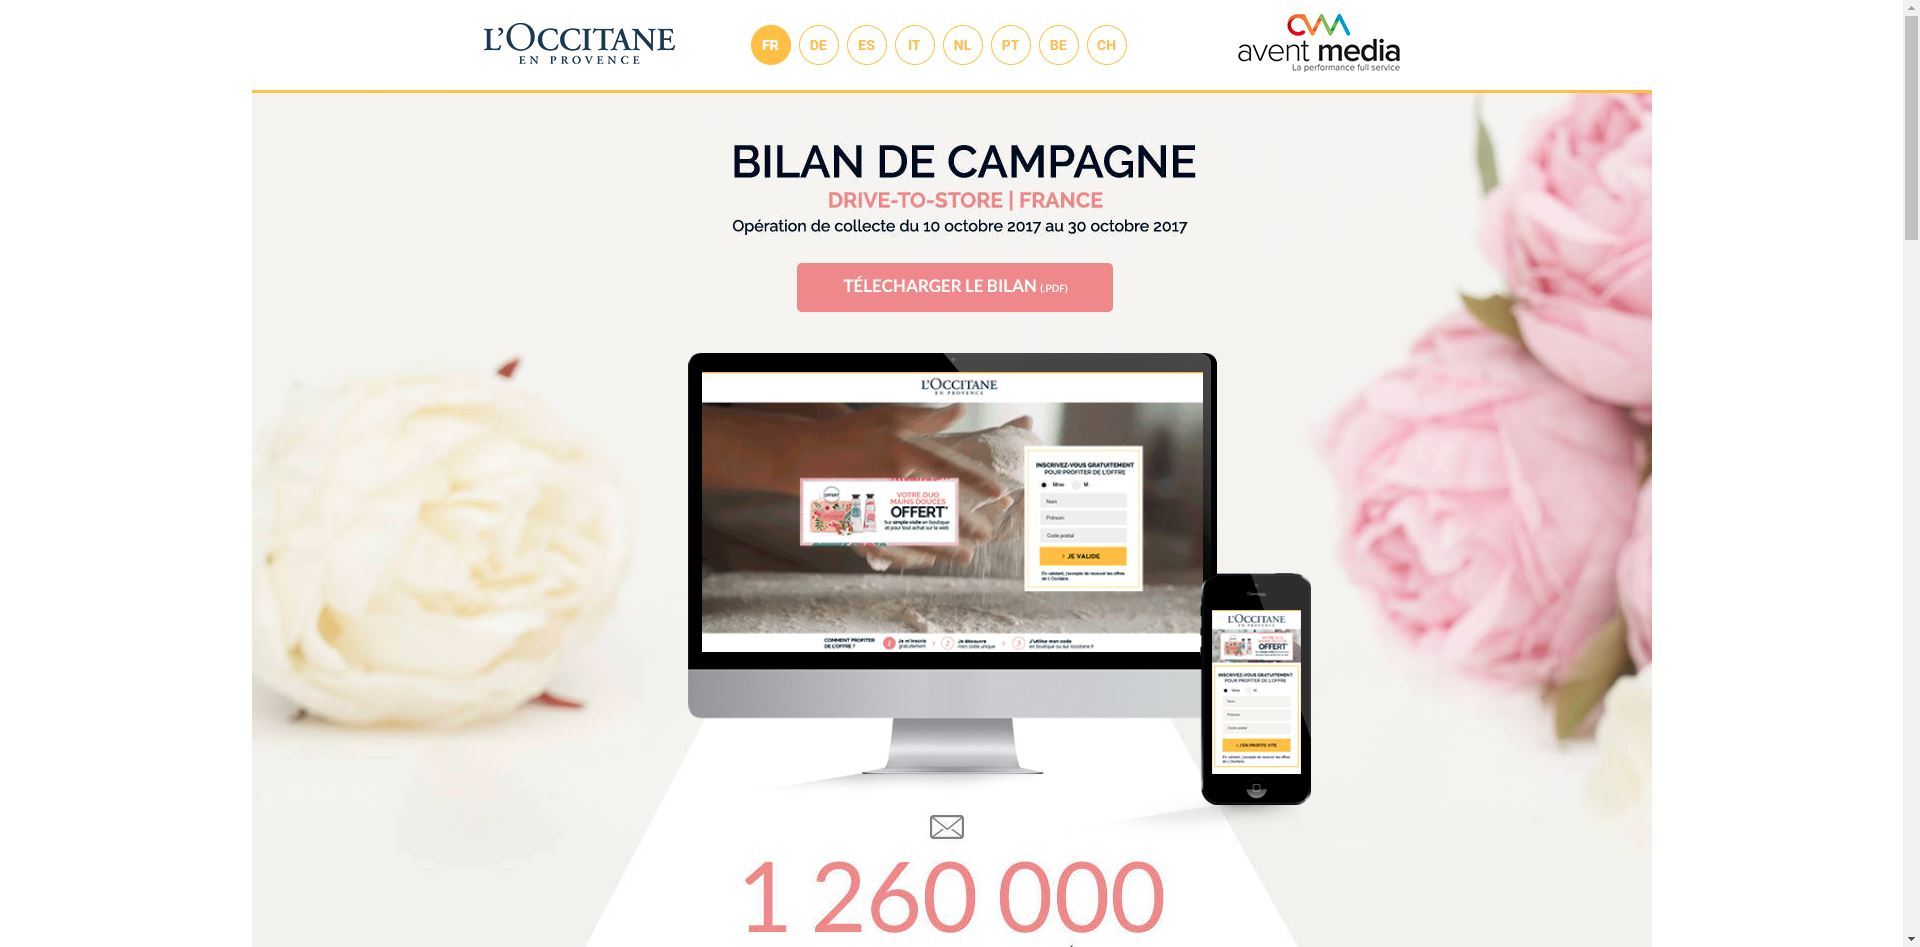 L'OCCITANE
EN PROVENCE
FR DE ES IT NL PT BE CH
avent media
La performance full service
BILAN DE CAMPAGNE
DRIVE-TO-STORE | FRANCE
Opération de collecte du 10 octobre 2017 au 30 octobre 2017
TÉLECHARGER LE BILAN (.PDF)
L'OCCITANE
EN PROVENCE
OFFERT
VOTRE DUO
MAINS DOUCES
OFFERT*
Sur simple visite en boutique
et pour tout achat sur le web
INSCRIVEZ-VOUS GRATUITEMENT
POUR PROFITER DE L'OFFRE
Mme M.
Nom
Prénom
Code postal
> JE VALIDE
En validant, j'accepte de recevoir les offres
de L'Occitane.
COMMENT PROFITER
DE L'OFFRE ?
1 Je m'inscris
gratuitement
> 2 Je découvre
mon code unique
> 3 J'utilise mon code
en boutique ou sur loccitane.fr
L'OCCITANE
EN PROVENCE
VOTRE DUO
MAINS DOUCES
OFFERT*
INSCRIVEZ-VOUS GRATUITEMENT
POUR PROFITER DE L'OFFRE
Mme M.
Nom
Prénom
Code postal
> J'EN PROFITE VITE
En validant, j'accepte de recevoir les offres
de L'Occitane.
1 260 000